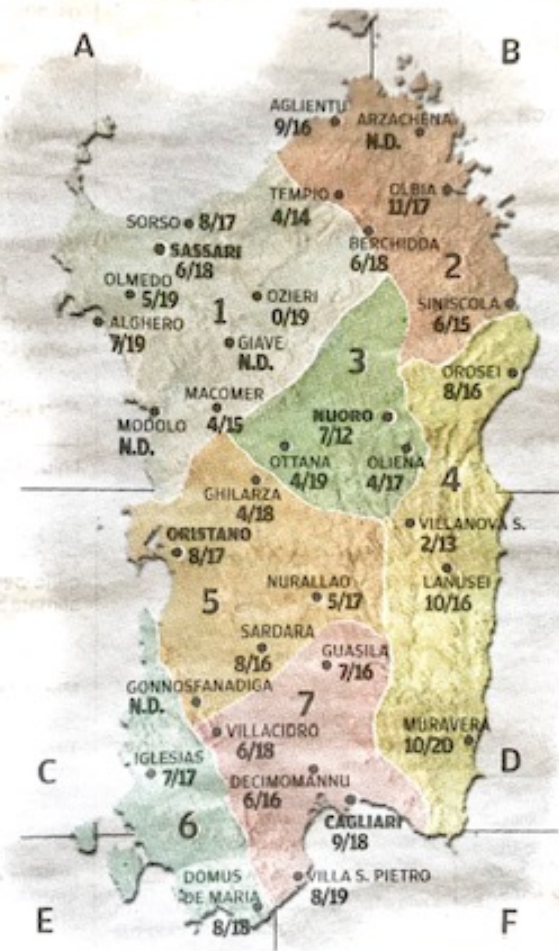 A
B
AGLIENTU
9/16
ARZACHENA
N.D.
TEMPIO
4/14
OLBIA
11/17
SORSO 8/17
SASSARI
6/18
BERCHIDDA
6/18
2
OLMEDO
5/19
OZIERI
0/19
SINISCOLA
6/15
1
ALGHERO
7/19
GIAVE
N.D.
3
OROSEI
8/16
MACOMER
4/15
MODOLO
N.D.
NUORO
7/12
OTTANA
4/19
OLIENA
4/17
4
GHILARZA
4/18
ORISTANO
8/17
VILLANOVA S.
2/13
LANUSEI
10/16
5
NURALLAO
5/17
SARDARA
8/16
GUASILA
7/16
GONNOSFANADIGA
N.D.
7
VILLACIDRO
6/18
MURAVERA
10/20
C
D
IGLESIAS
7/17
DECIMOMANNU
6/16
6
CAGLIARI
9/18
DOMUS
DE MARIA
8/18
VILLA S. PIETRO
8/19
E
F